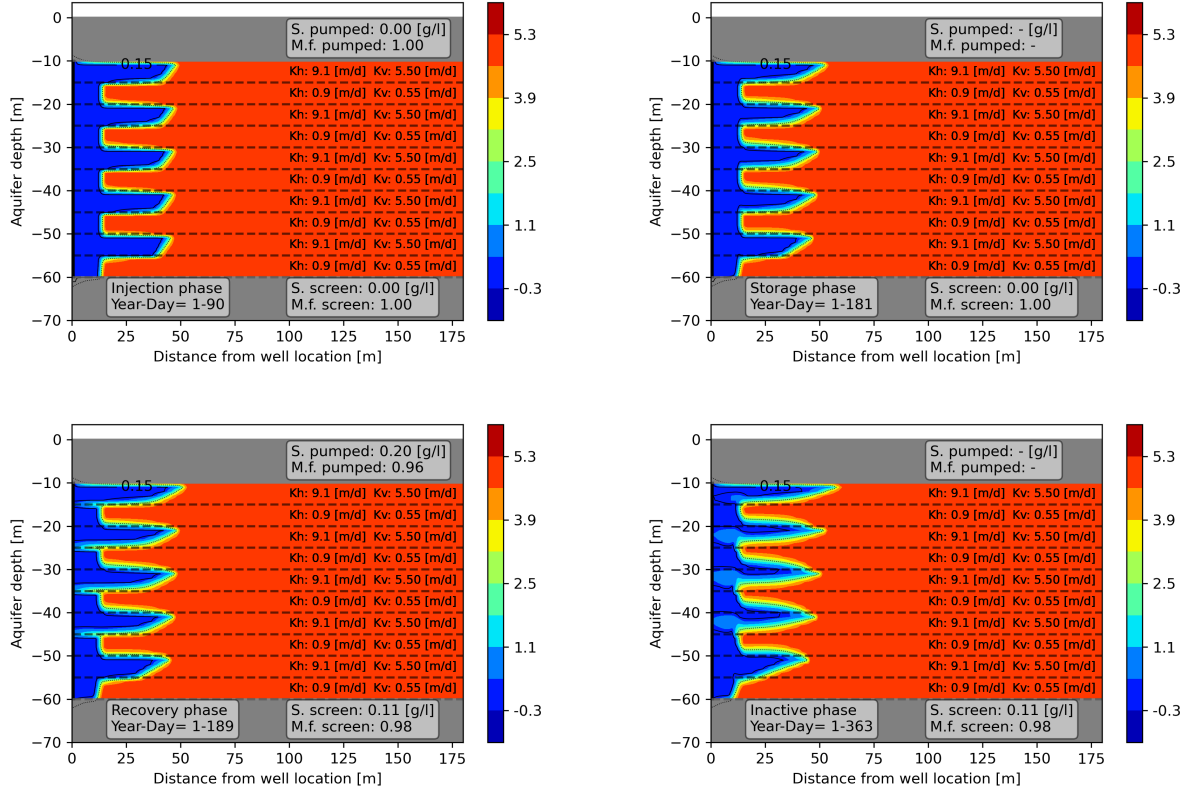 0
−10
−20
−30
−40
−50
−60
−70
Aquifer depth [m]
S. pumped: 0.00 [g/l]
M.f. pumped: 1.00
0.15
Kh: 9.1 [m/d] Kv: 5.50 [m/d]
Kh: 0.9 [m/d] Kv: 0.55 [m/d]
Kh: 9.1 [m/d] Kv: 5.50 [m/d]
Kh: 0.9 [m/d] Kv: 0.55 [m/d]
Kh: 9.1 [m/d] Kv: 5.50 [m/d]
Kh: 0.9 [m/d] Kv: 0.55 [m/d]
Kh: 9.1 [m/d] Kv: 5.50 [m/d]
Kh: 0.9 [m/d] Kv: 0.55 [m/d]
Kh: 9.1 [m/d] Kv: 5.50 [m/d]
Kh: 0.9 [m/d] Kv: 0.55 [m/d]
Injection phase
Year-Day= 1-90
S. screen: 0.00 [g/l]
M.f. screen: 1.00
0 25 50 75 100 125 150 175
Distance from well location [m]
5.3
3.9
2.5
1.1
-0.3
0
−10
−20
−30
−40
−50
−60
−70
Aquifer depth [m]
S. pumped: - [g/l]
M.f. pumped: -
0.15
Kh: 9.1 [m/d] Kv: 5.50 [m/d]
Kh: 0.9 [m/d] Kv: 0.55 [m/d]
Kh: 9.1 [m/d] Kv: 5.50 [m/d]
Kh: 0.9 [m/d] Kv: 0.55 [m/d]
Kh: 9.1 [m/d] Kv: 5.50 [m/d]
Kh: 0.9 [m/d] Kv: 0.55 [m/d]
Kh: 9.1 [m/d] Kv: 5.50 [m/d]
Kh: 0.9 [m/d] Kv: 0.55 [m/d]
Kh: 9.1 [m/d] Kv: 5.50 [m/d]
Kh: 0.9 [m/d] Kv: 0.55 [m/d]
Storage phase
Year-Day= 1-181
S. screen: 0.00 [g/l]
M.f. screen: 1.00
0 25 50 75 100 125 150 175
Distance from well location [m]
5.3
3.9
2.5
1.1
-0.3
0
−10
−20
−30
−40
−50
−60
−70
Aquifer depth [m]
S. pumped: 0.20 [g/l]
M.f. pumped: 0.96
0.15
Kh: 9.1 [m/d] Kv: 5.50 [m/d]
Kh: 0.9 [m/d] Kv: 0.55 [m/d]
Kh: 9.1 [m/d] Kv: 5.50 [m/d]
Kh: 0.9 [m/d] Kv: 0.55 [m/d]
Kh: 9.1 [m/d] Kv: 5.50 [m/d]
Kh: 0.9 [m/d] Kv: 0.55 [m/d]
Kh: 9.1 [m/d] Kv: 5.50 [m/d]
Kh: 0.9 [m/d] Kv: 0.55 [m/d]
Kh: 9.1 [m/d] Kv: 5.50 [m/d]
Kh: 0.9 [m/d] Kv: 0.55 [m/d]
Recovery phase
Year-Day= 1-189
S. screen: 0.11 [g/l]
M.f. screen: 0.98
0 25 50 75 100 125 150 175
Distance from well location [m]
5.3
3.9
2.5
1.1
-0.3
0
−10
−20
−30
−40
−50
−60
−70
Aquifer depth [m]
S. pumped: - [g/l]
M.f. pumped: -
0.15
Kh: 9.1 [m/d] Kv: 5.50 [m/d]
Kh: 0.9 [m/d] Kv: 0.55 [m/d]
Kh: 9.1 [m/d] Kv: 5.50 [m/d]
Kh: 0.9 [m/d] Kv: 0.55 [m/d]
Kh: 9.1 [m/d] Kv: 5.50 [m/d]
Kh: 0.9 [m/d] Kv: 0.55 [m/d]
Kh: 9.1 [m/d] Kv: 5.50 [m/d]
Kh: 0.9 [m/d] Kv: 0.55 [m/d]
Kh: 9.1 [m/d] Kv: 5.50 [m/d]
Kh: 0.9 [m/d] Kv: 0.55 [m/d]
Inactive phase
Year-Day= 1-363
S. screen: 0.11 [g/l]
M.f. screen: 0.98
0 25 50 75 100 125 150 175
Distance from well location [m]
5.3
3.9
2.5
1.1
-0.3